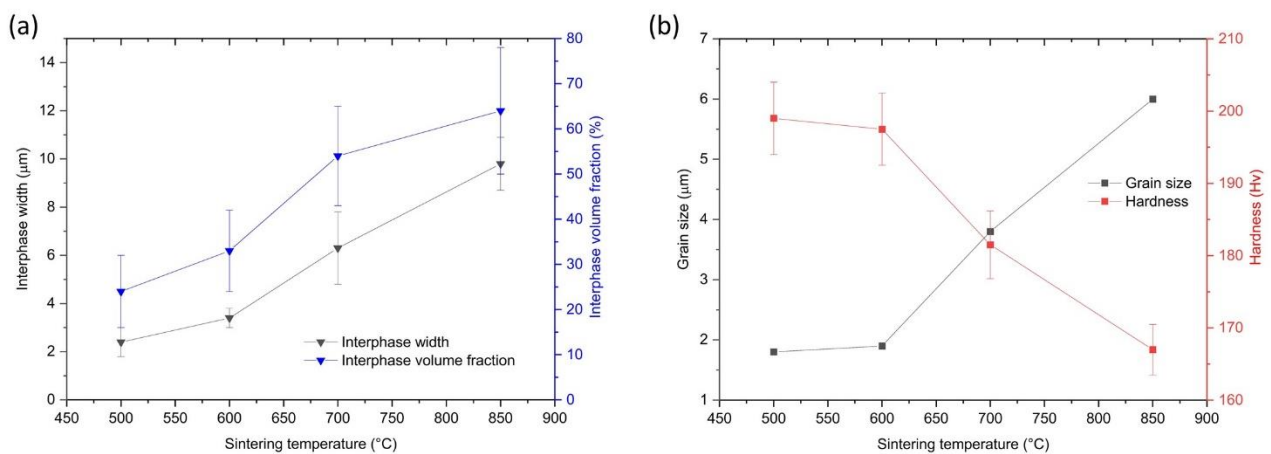 (a)
14
12
10
8
6
4
2
0
Interphase width (μm)
80
70
60
50
40
30
20
10
0
Interphase volume fraction (%)
Interphase width
Interphase volume fraction
450 500 550 600 650 700 750 800 850 900
Sintering temperature (°C)
(b)
7
6
5
4
3
2
1
Grain size (μm)
210
200
190
180
170
160
Hardness (Hv)
Grain size
Hardness
450 500 550 600 650 700 750 800 850 900
Sintering temperature (°C)